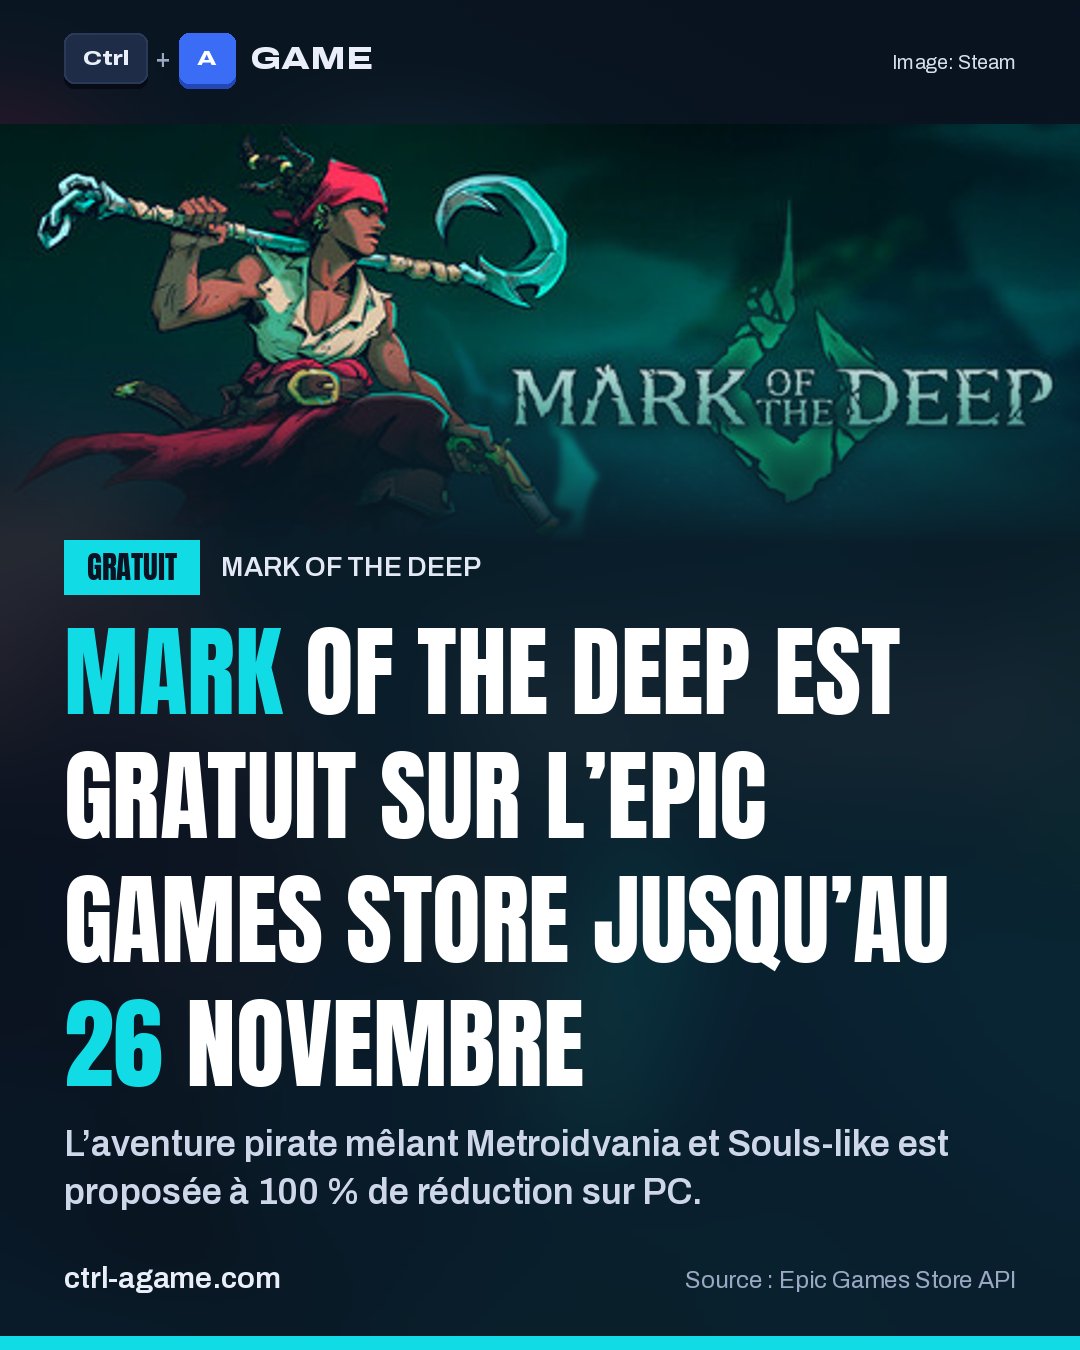 Ctrl + A GAME
Image: Steam
MARK OF THE DEEP
GRATUIT MARK OF THE DEEP
MARK OF THE DEEP EST
GRATUIT SUR L’EPIC
GAMES STORE JUSQU’AU
26 NOVEMBRE
L’aventure pirate mêlant Metroidvania et Souls-like est
proposée à 100 % de réduction sur PC.
ctrl-agame.com
Source : Epic Games Store API